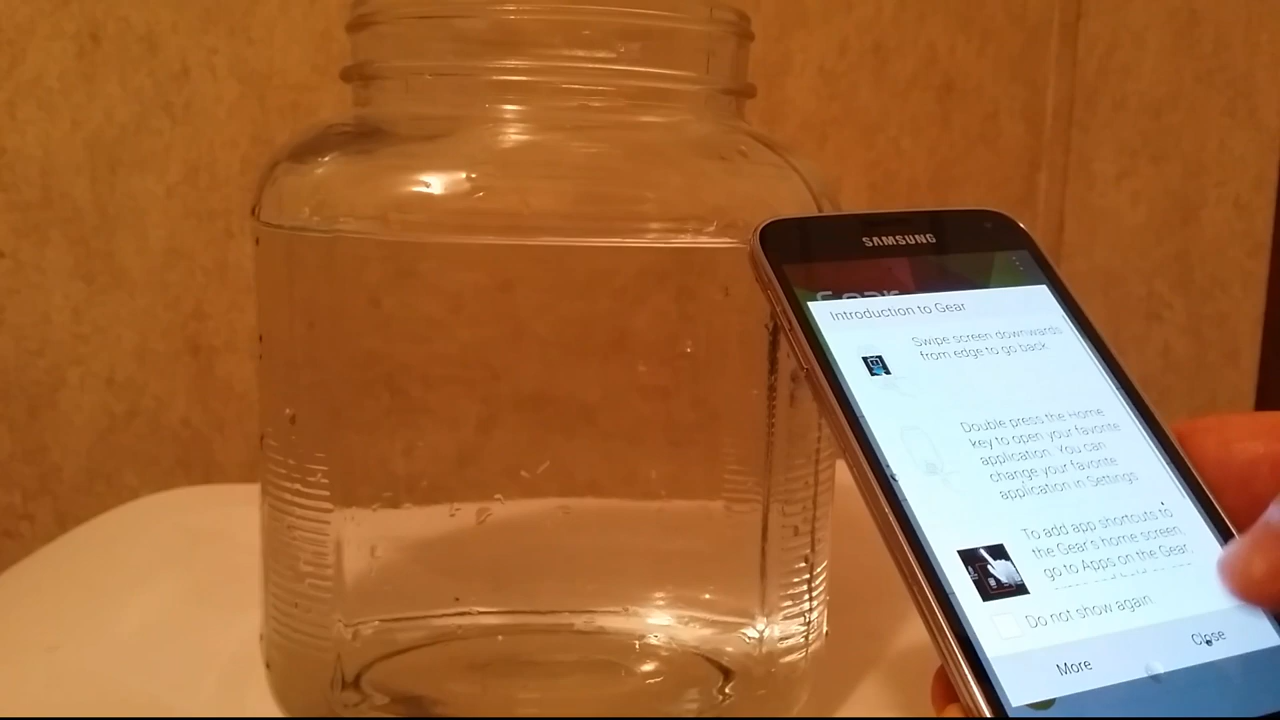 SAMSUNG
Gear
Introduction to Gear
Swipe screen downwards
from edge to go back.
Double press the Home
key to open your favorite
application. You can
change your favorite
application in Settings
To add app shortcuts to
the Gear's home screen,
go to Apps on the Gear,
Do not show again
More
Close